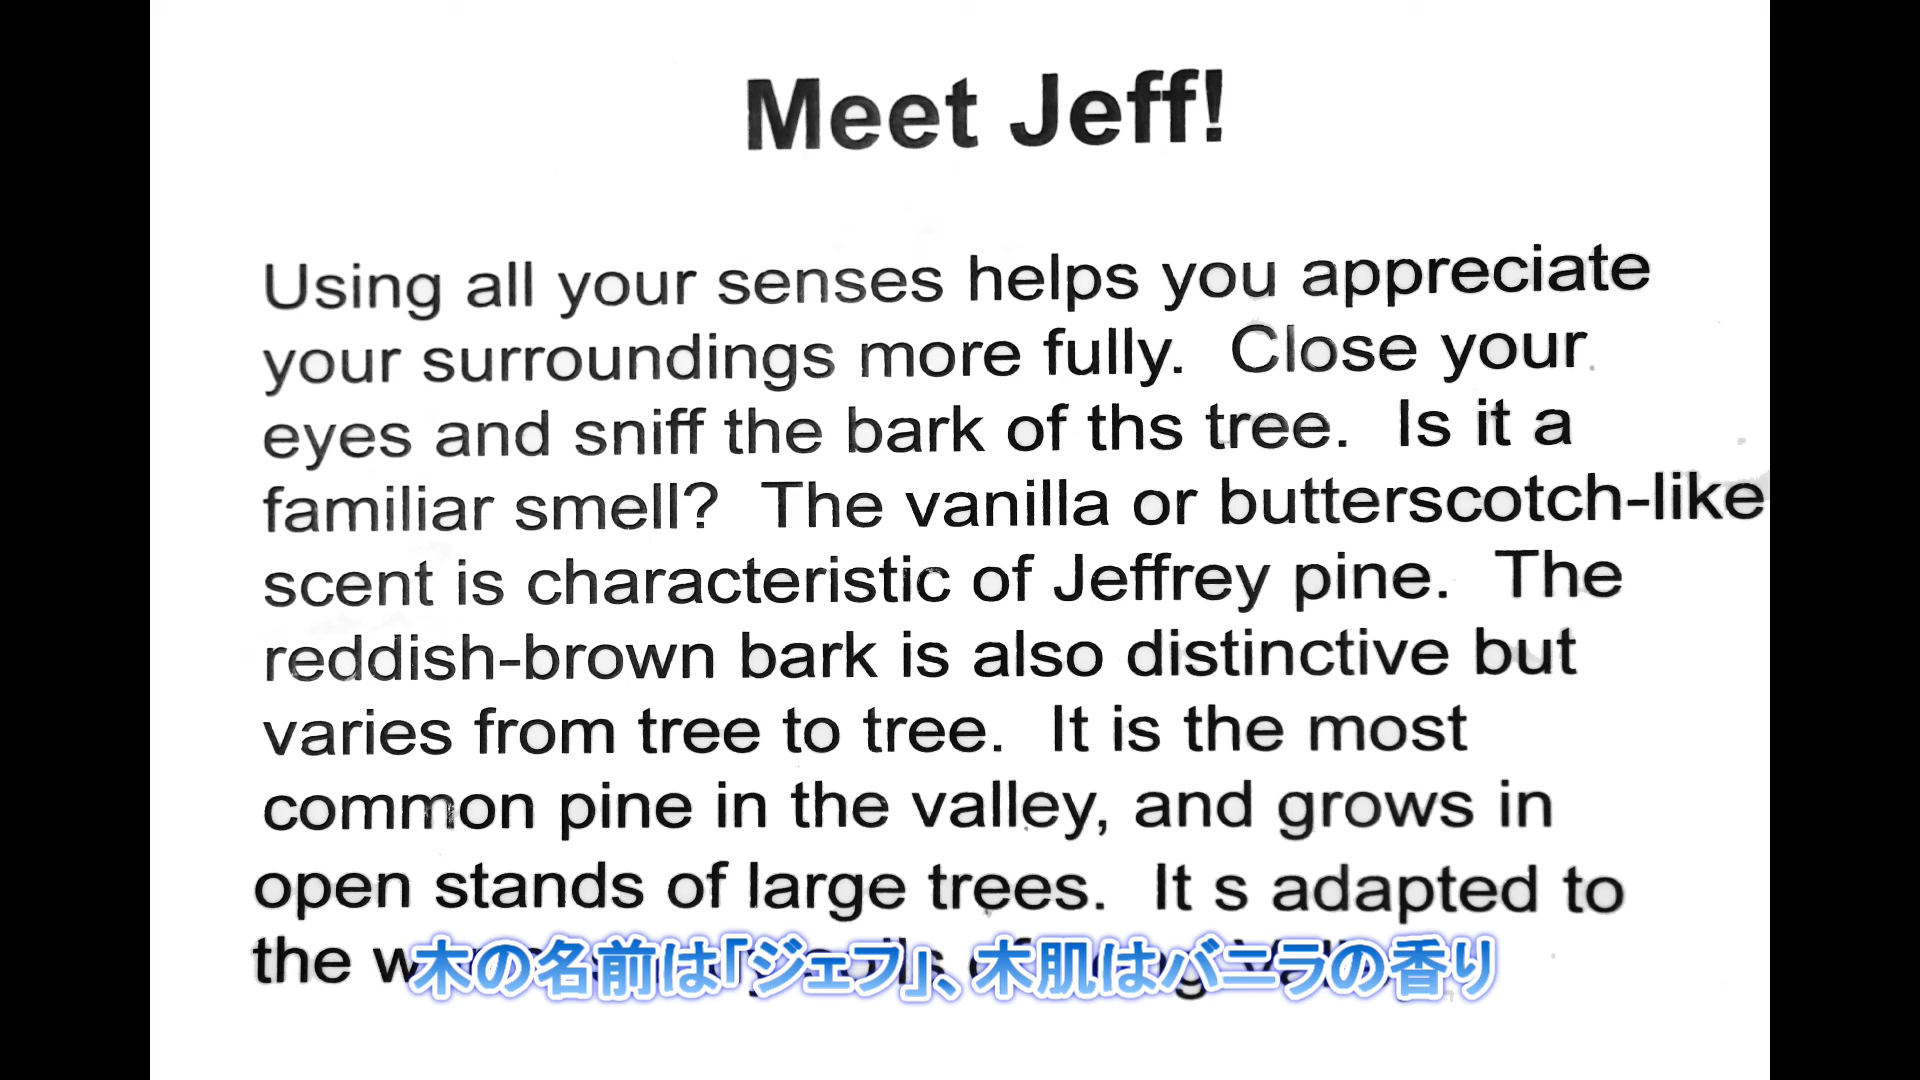 Meet Jeff!
Using all your senses helps you appreciate
your surroundings more fully. Close your
eyes and sniff the bark of ths tree. Is it a
familiar smell? The vanilla or butterscotch-like
scent is characteristic of Jeffrey pine. The
reddish-brown bark is also distinctive but
varies from tree to tree. It is the most
common pine in the valley, and grows in
open stands of large trees. It s adapted to
the
木の名前は「ジェフ」、木肌はバニラの香り